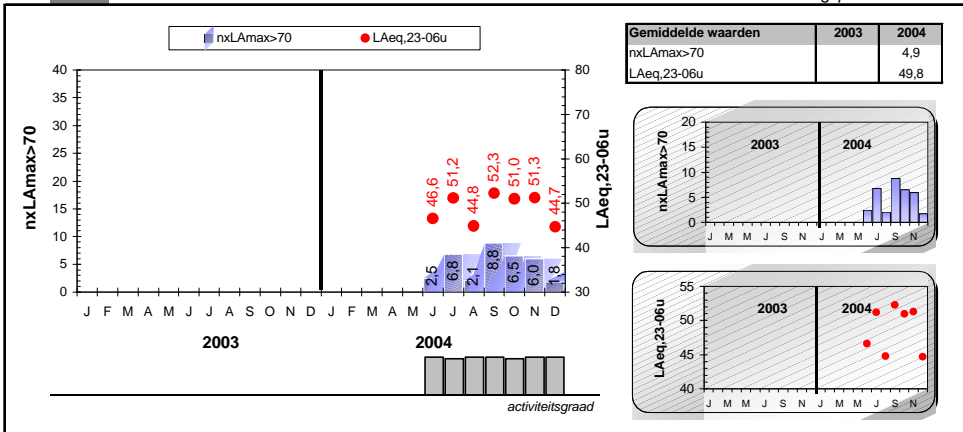 nxLAmax>70 LAeq,23-06u
40
35
30
25
20
15
10
5
0
nxLAmax>70
80
70
60
50
40
30
LAeq,23-06u
46,6 51,2 44,8 52,3 51,0 51,3 44,7
2,5 6,8 2,1 8,8 6,5 6,0 1,8
J F M A M J J A S O N D J F M A M J J A S O N D
2003 2004
activiteitsgraad
Gemiddelde waarden 2003 2004
nxLAmax>70 4,9
LAeq,23-06u 49,8
20
15
10
5
0
nxLAmax>70
2003 2004
J M M J S N J M M J S N
55
50
45
40
LAeq,23-06u
2003 2004
J M M J S N J M M J S N